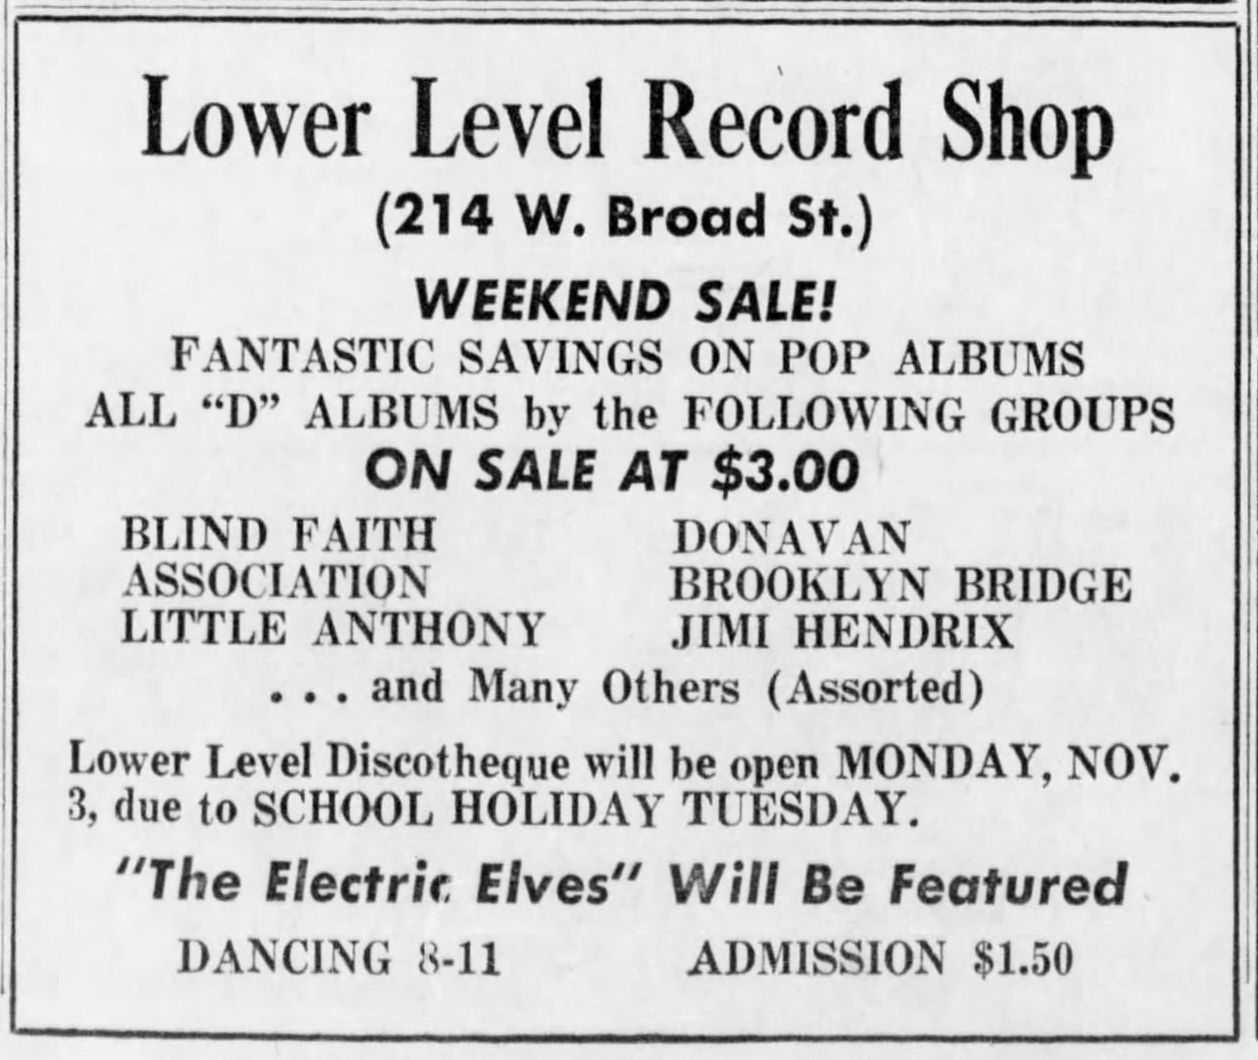 Lower Level Record Shop
(214 W. Broad St.)
WEEKEND SALE!
FANTASTIC SAVINGS ON POP ALBUMS
ALL “D” ALBUMS by the FOLLOWING GROUPS
ON SALE AT $3.00
BLIND FAITH DONAVAN
ASSOCIATION BROOKLYN BRIDGE
LITTLE ANTHONY JIMI HENDRIX
. . . and Many Others (Assorted)
Lower Level Discotheque will be open MONDAY, NOV.
3, due to SCHOOL HOLIDAY TUESDAY.
"The Electric Elves" Will Be Featured
DANCING 8-11 ADMISSION $1.50